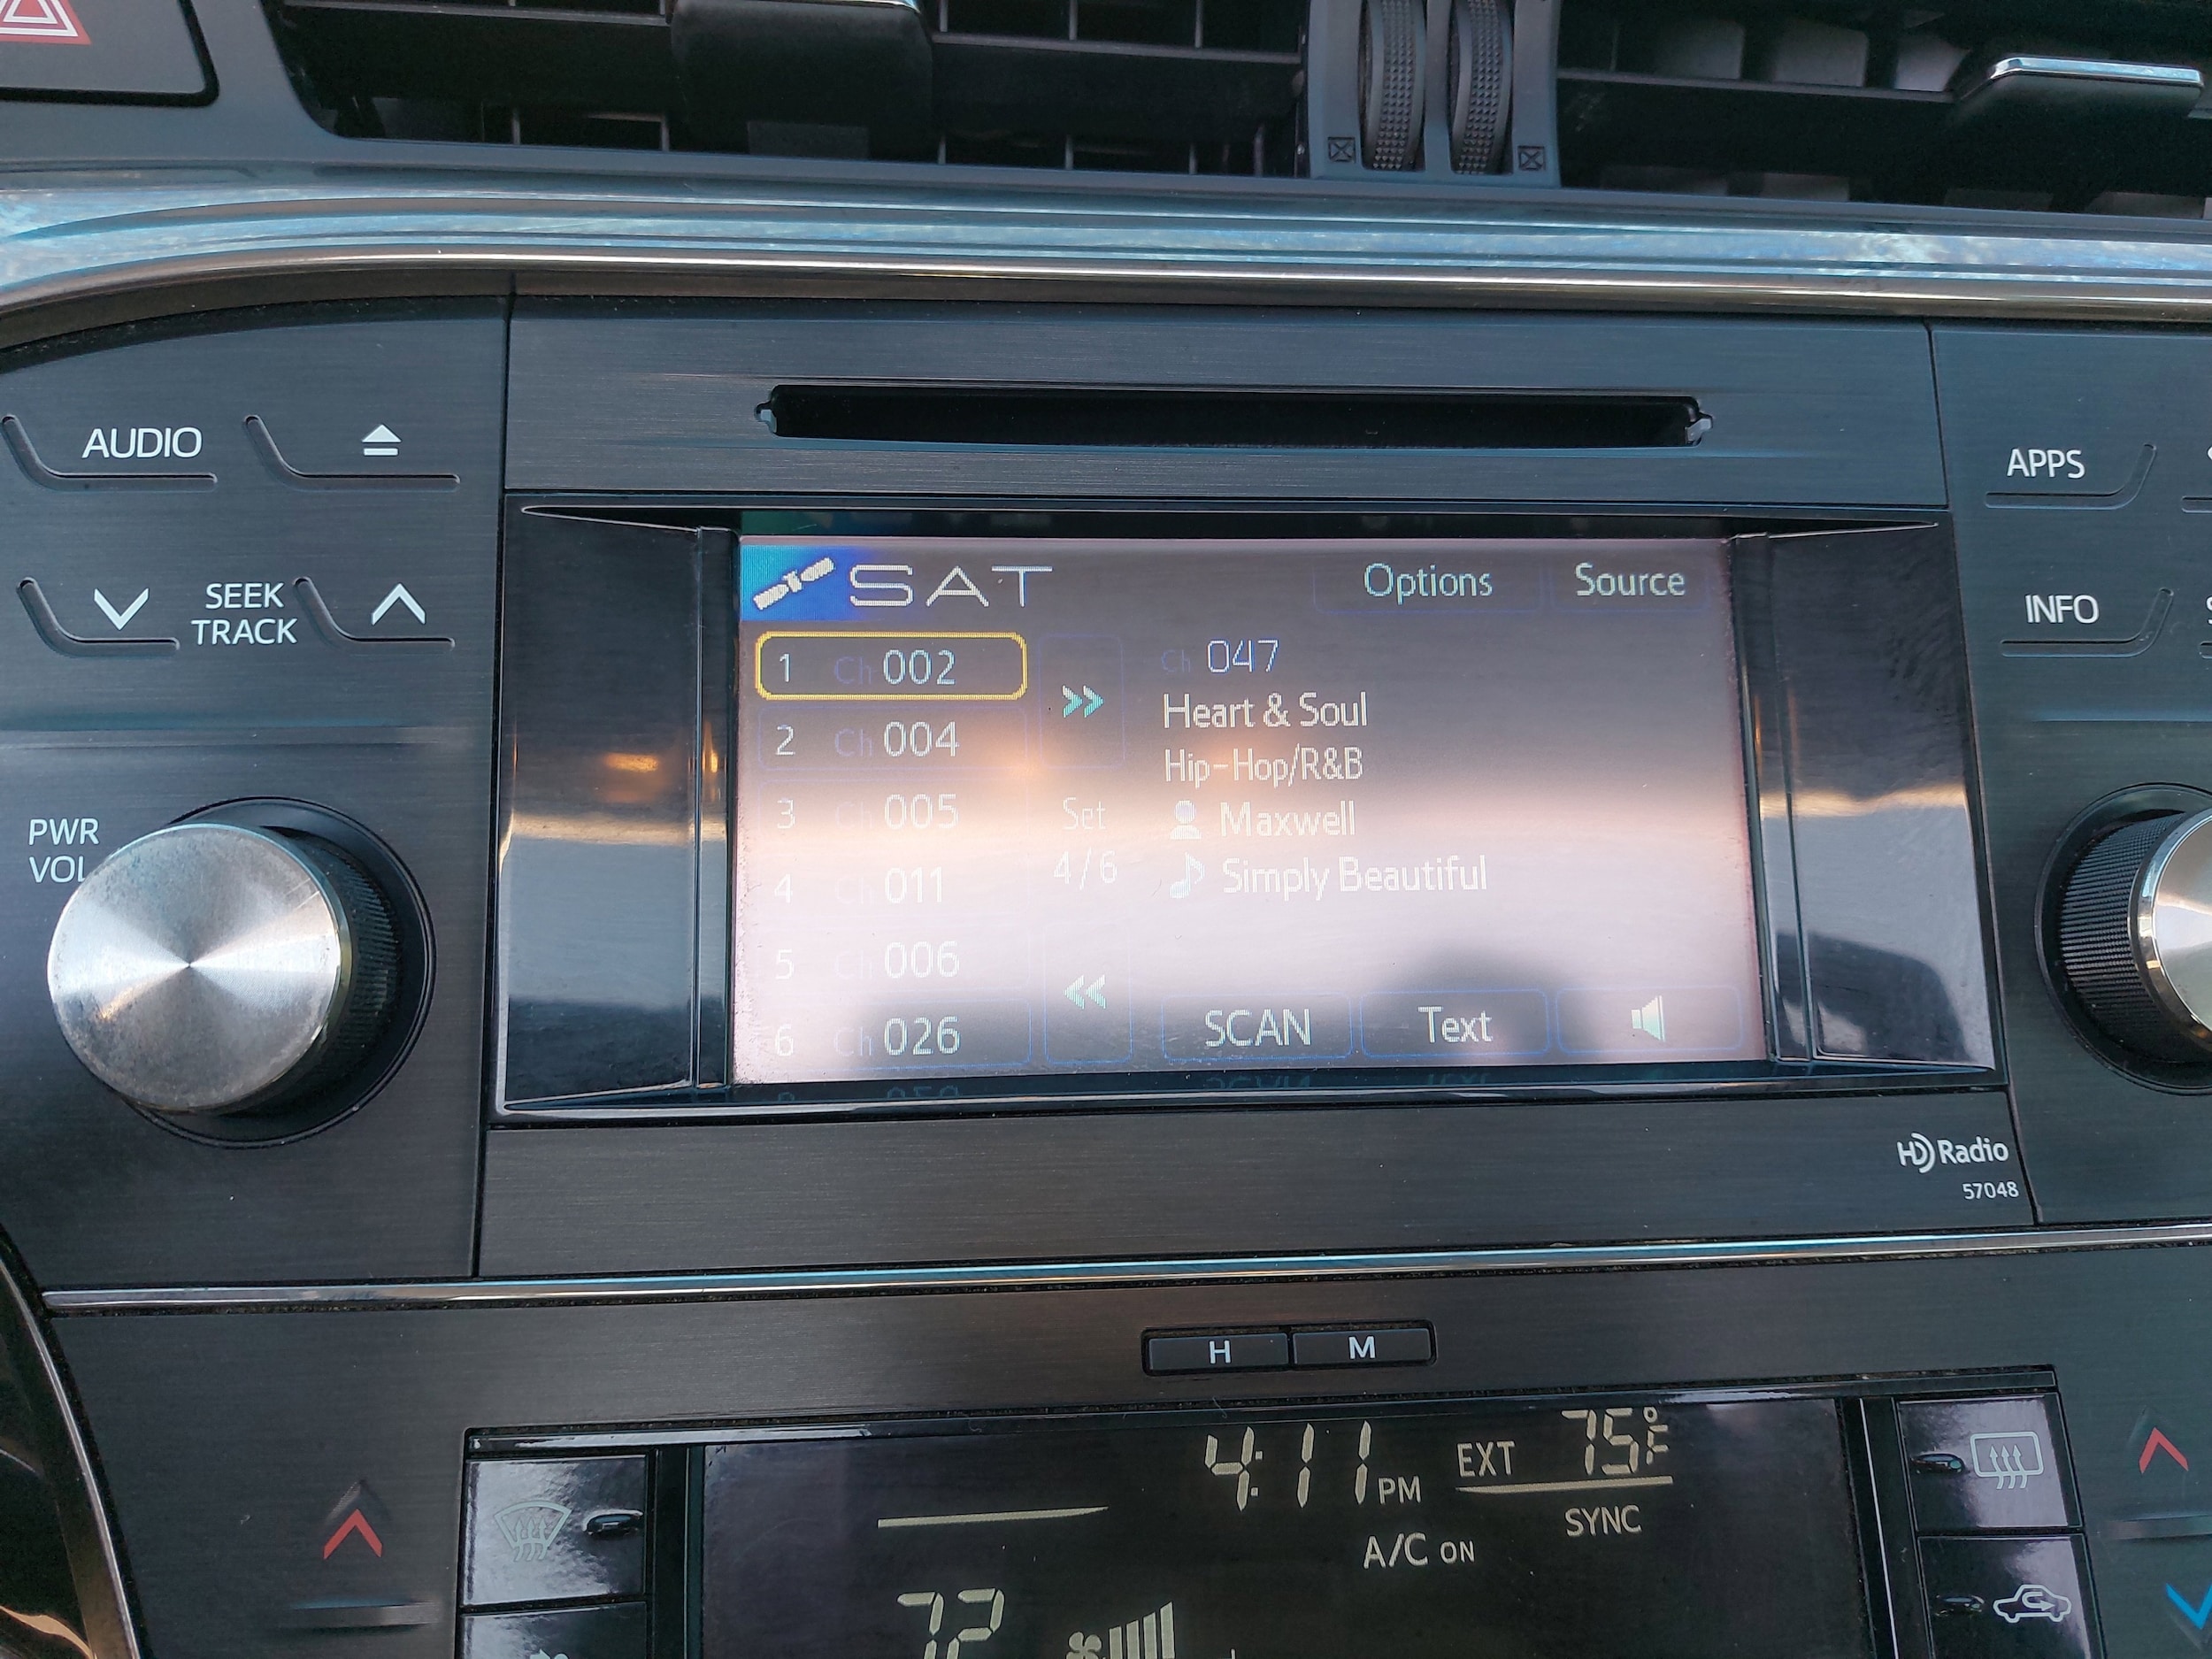 AUDIO
APPS
SEEK
TRACK
INFO
PWR
VOL
SAT
Options
Source
1 Ch 002
2 Ch 004
3 Ch 005
4 Ch 011
5 Ch 006
6 Ch 026
Set
4/6
Ch 047
Heart & Soul
Hip-Hop/R&B
Maxwell
Simply Beautiful
SCAN
Text
HD Radio
57048
H
M
4:11 PM
EXT 75°F
SYNC
A/C ON
72